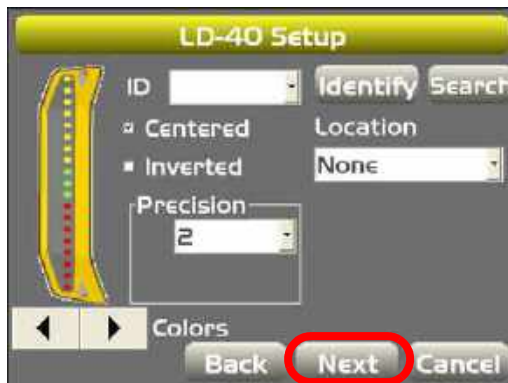 LD-40 Setup
ID Identify Search
Centered Location
Inverted None
Precision
2
Colors
Back Next Cancel